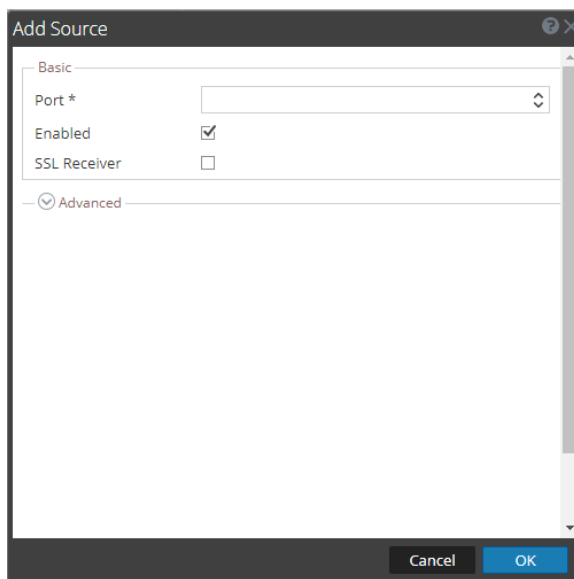 Add Source
Basic
Port *
Enabled
SSL Receiver
Advanced
Cancel OK